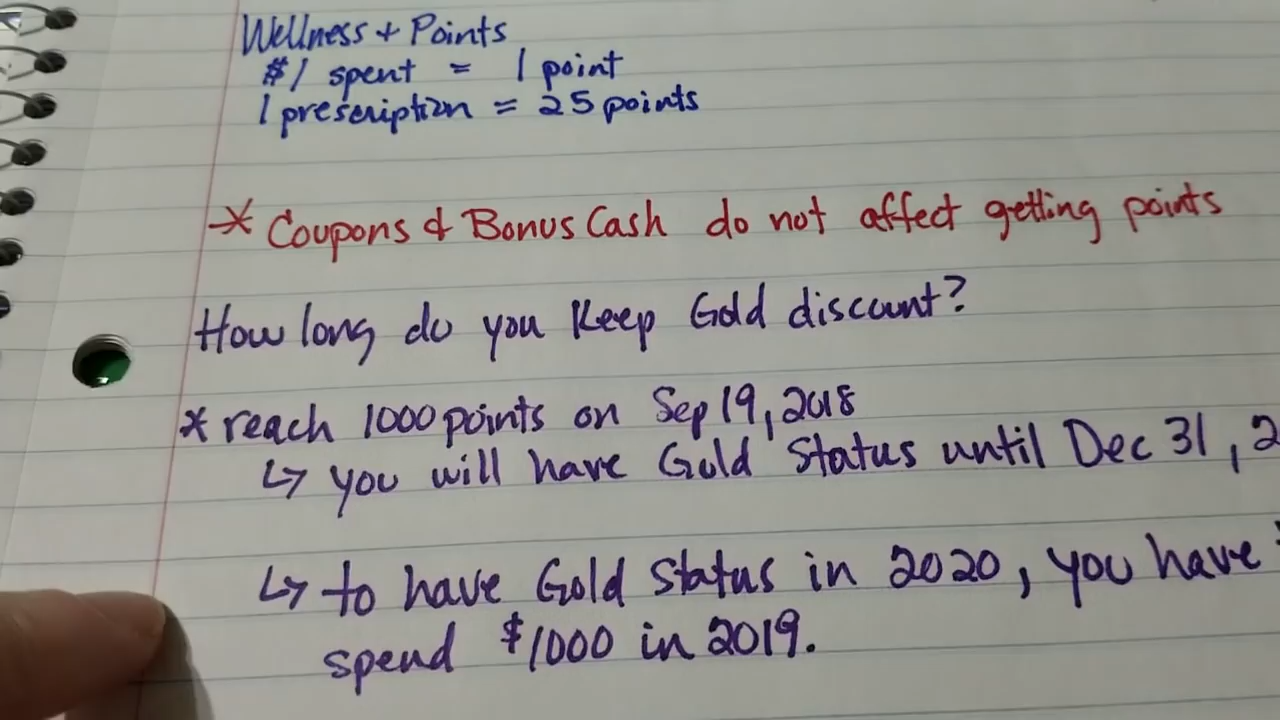 Wellness + Points
$1 spent = 1 point
1 prescription = 25 points
* Coupons & Bonus Cash do not affect getting points
How long do you keep Gold discount?
* reach 1000 points on Sep 19, 2018
↳ you will have Gold Status until Dec 31, 2
↳ to have Gold Status in 2020, you have
spend $1000 in 2019.